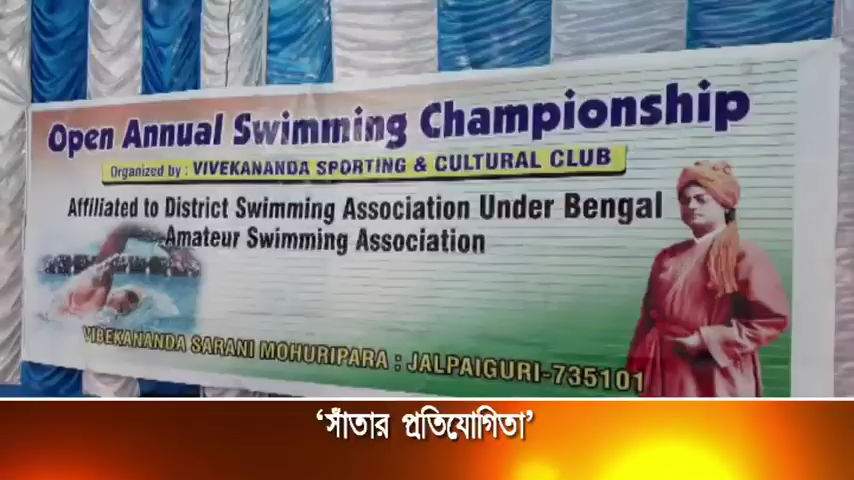 Open Annual Swimming Championship
Organized by : VIVEKANANDA SPORTING & CULTURAL CLUB
Affiliated to District Swimming Association Under Bengal
Amateur Swimming Association
VIBEKANANDA SARANI MOHURIPARA : JALPAIGURI-735101
‘সাঁতার প্রতিযোগিতা’